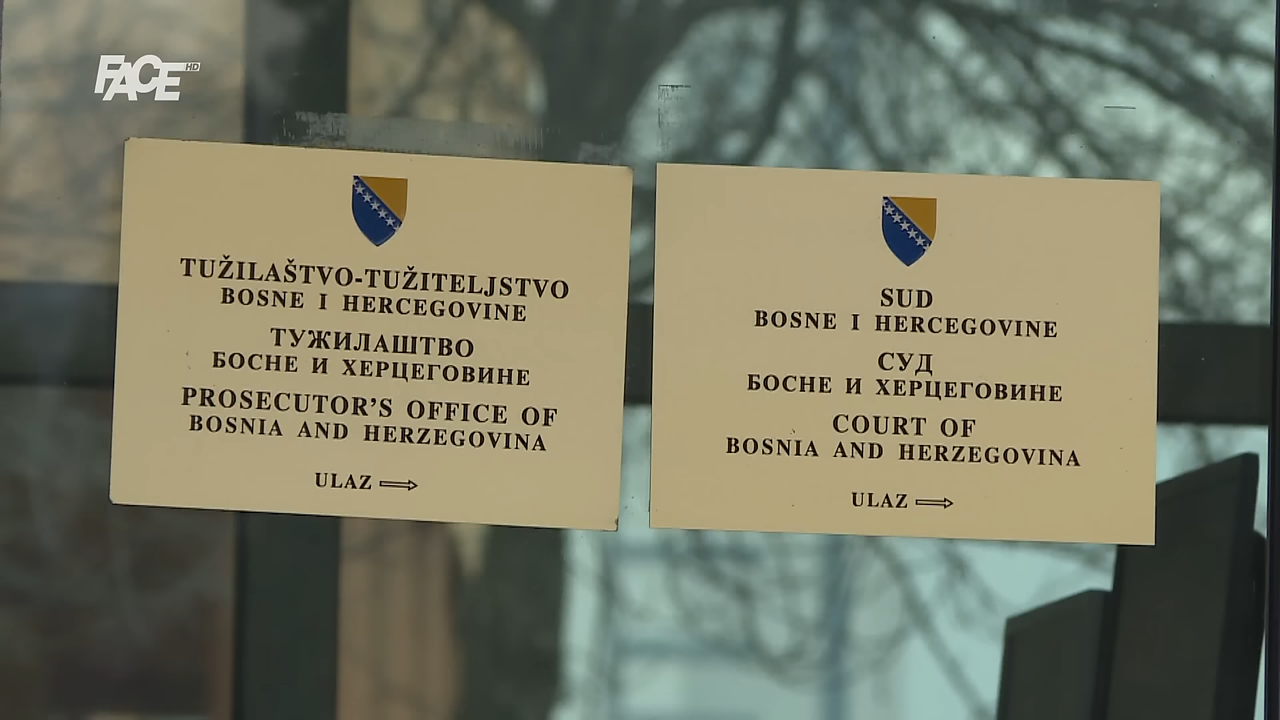 FACE HD
TUŽILAŠTVO-TUŽITELJSTVO
BOSNE I HERCEGOVINE
ТУЖИЛАШТВО
БОСНЕ И ХЕРЦЕГОВИНЕ
PROSECUTOR'S OFFICE OF
BOSNIA AND HERZEGOVINA
ULAZ
SUD
BOSNE I HERCEGOVINE
СУД
БОСНЕ И ХЕРЦЕГОВИНЕ
COURT OF
BOSNIA AND HERZEGOVINA
ULAZ